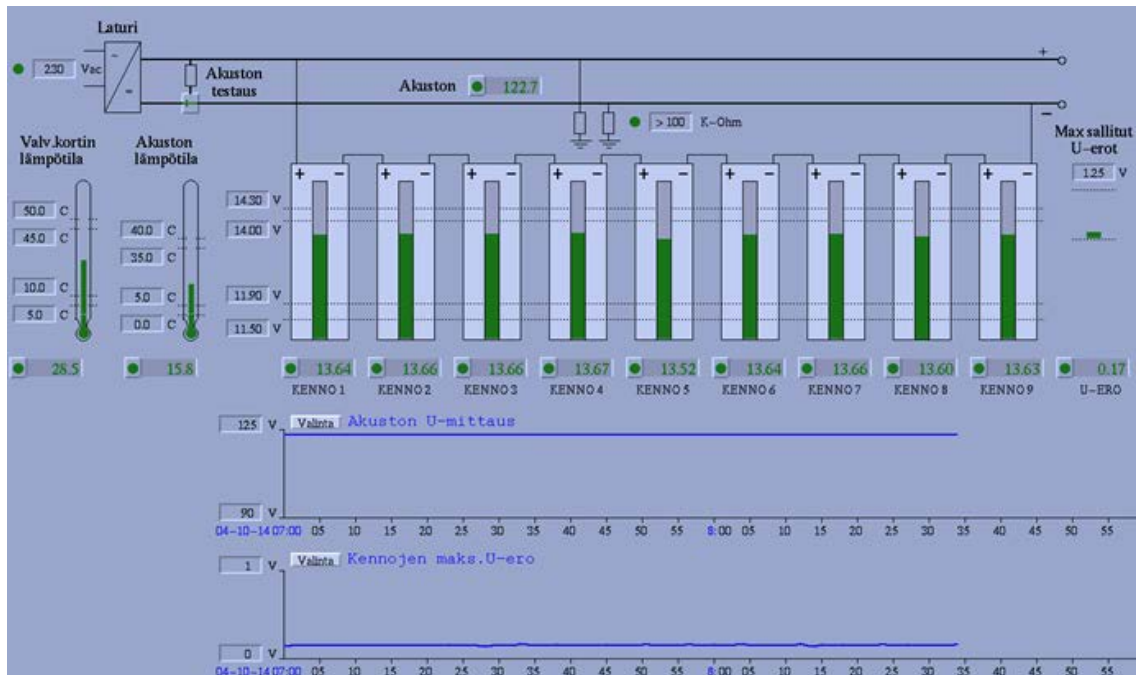 Laturi
230 Vac
~
=
Akuston
testaus
Akuston 122.7
+
−
> 100 K-Ohm
Valv.kortin
lämpötila
Akuston
lämpötila
Max sallitut
U-erot
1.25 V
50.0 C
45.0 C
10.0 C
5.0 C
28.5
40.0 C
35.0 C
5.0 C
0.0 C
15.8
14.30 V
14.00 V
11.90 V
11.50 V
+ − + − + − + − + − + − + − + − + −
13.64 13.66 13.66 13.67 13.52 13.64 13.66 13.60 13.63 0.17
KENNO 1 KENNO 2 KENNO 3 KENNO 4 KENNO 5 KENNO 6 KENNO 7 KENNO 8 KENNO 9 U-ERO
125 V Valinta Akuston U-mittaus
90 V
04-10-14 07:00 05 10 15 20 25 30 35 40 45 50 55 8:00 05 10 15 20 25 30 35 40 45 50 55
1 V Valinta Kennojen maks.U-ero
0 V
04-10-14 07:00 05 10 15 20 25 30 35 40 45 50 55 8:00 05 10 15 20 25 30 35 40 45 50 55